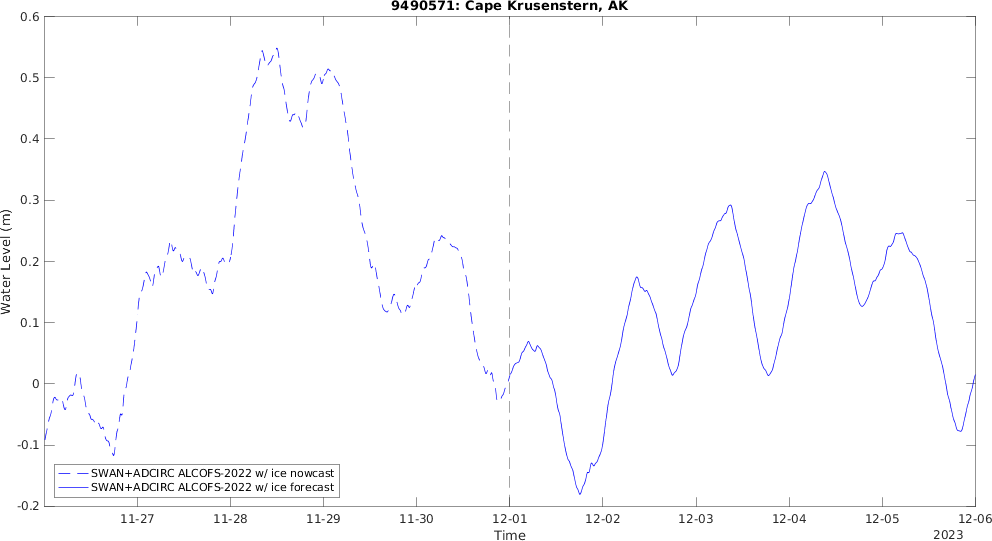 9490571: Cape Krusenstern, AK
0.6
0.5
0.4
0.3
0.2
0.1
0
-0.1
-0.2
Water Level (m)
SWAN+ADCIRC ALCOFS-2022 w/ ice nowcast
SWAN+ADCIRC ALCOFS-2022 w/ ice forecast
11-27 11-28 11-29 11-30 12-01 12-02 12-03 12-04 12-05 12-06
Time
2023